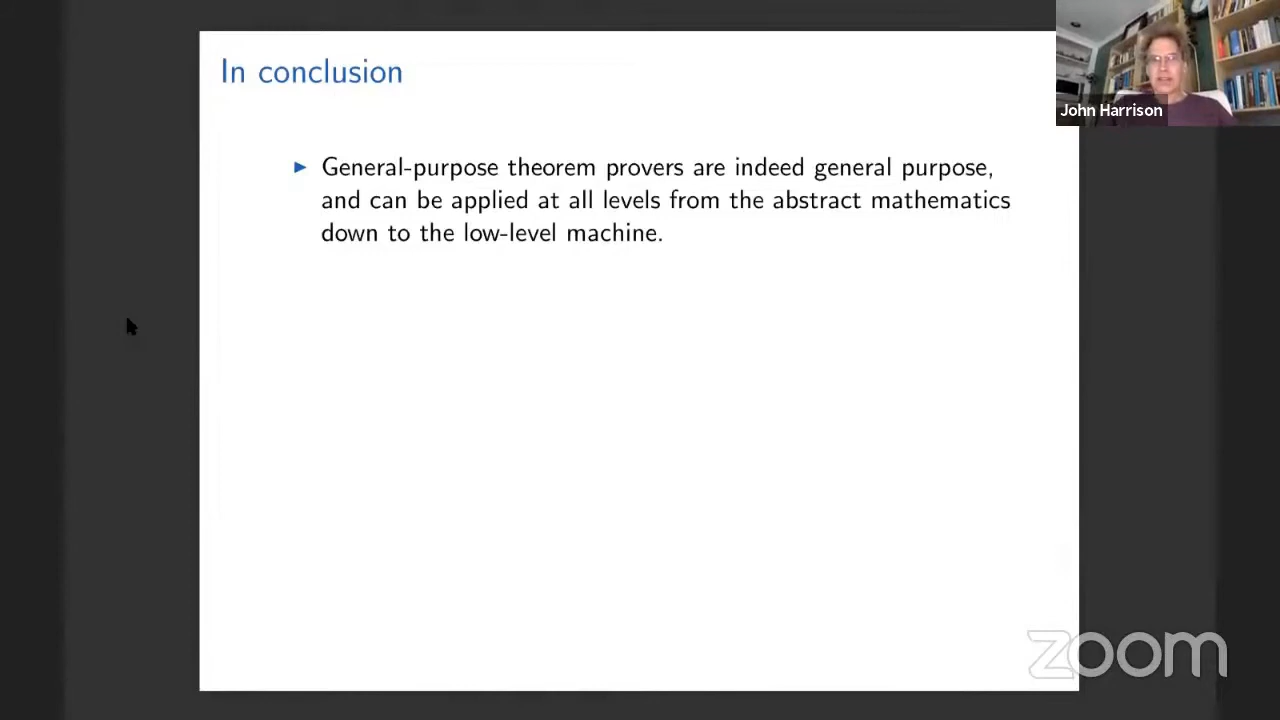 In conclusion
John Harrison
▶ General-purpose theorem provers are indeed general purpose,
and can be applied at all levels from the abstract mathematics
down to the low-level machine.
zoom